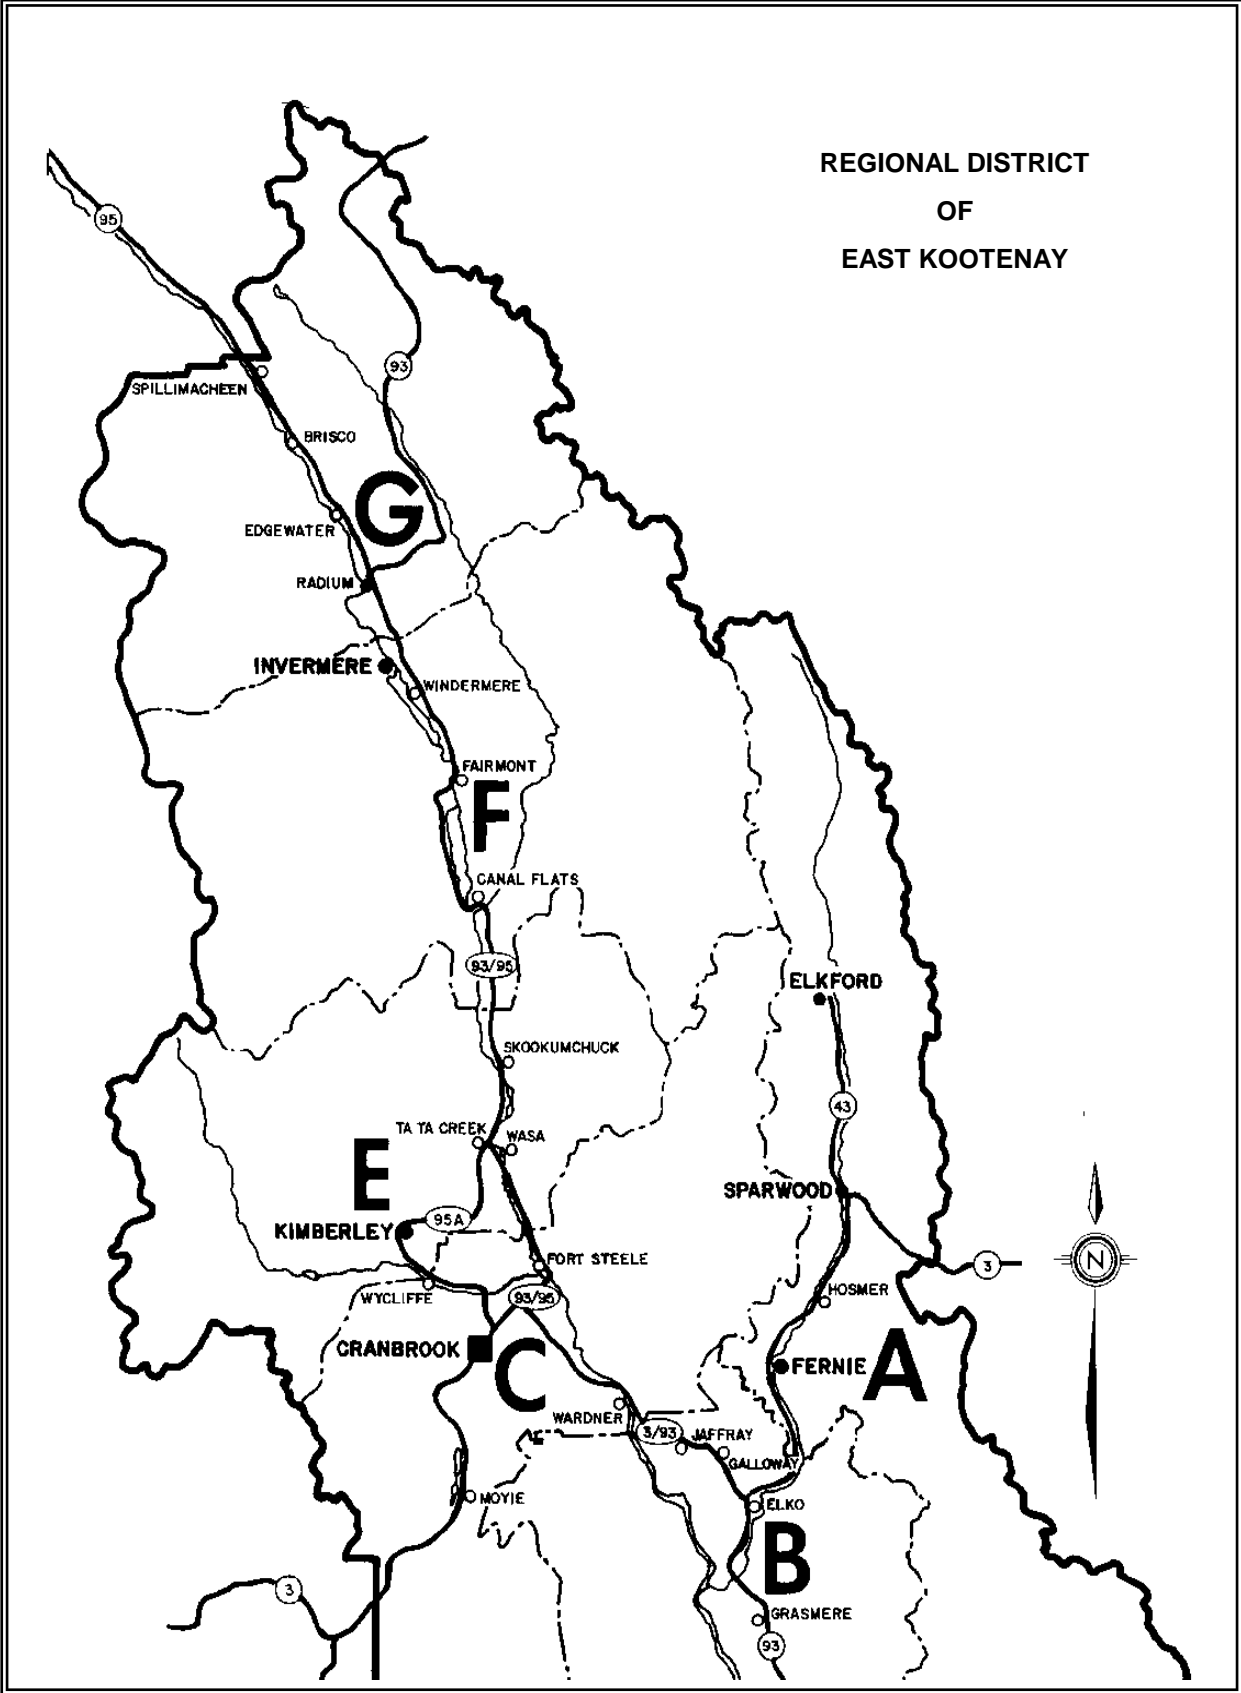 REGIONAL DISTRICT
OF
EAST KOOTENAY
95
93
SPILLIMACHEEN
BRISCO
G
EDGEWATER
RADIUM
INVERMERE
WINDERMERE
FAIRMONT
F
CANAL FLATS
93/95
ELKFORD
SKOOKUMCHUCK
43
TA TA CREEK
WASA
E
SPARWOOD
95A
KIMBERLEY
FORT STEELE
3
N
WYCLIFFE
93/95
HOSMER
CRANBROOK
C
FERNIE
A
WARDNER
3/93
JAFFRAY
GALLOWAY
MOYIE
ELKO
B
3
GRASMERE
93